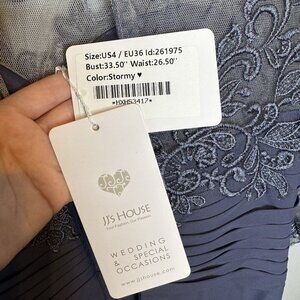 Size:US4 / EU36 Id:261975
Bust:33.50" Waist:26.50"
Color:Stormy ♥
*HXHS3417*
JJ's HOUSE
Your Fashion, Our Passion.
WEDDING
& SPECIAL
OCCASIONS
www.jjshouse.com